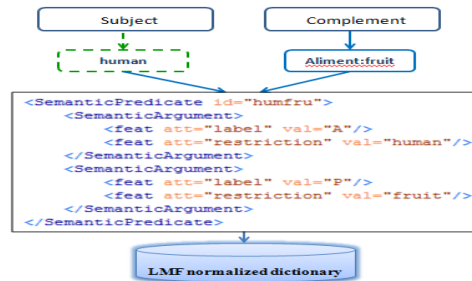 Subject
Complement
human
Aliment:fruit
<SemanticPredicate id="humfru">
<SemanticArgument>
<feat att="label" val="A"/>
<feat att="restriction" val="human"/>
</SemanticArgument>
<SemanticArgument>
<feat att="label" val="P"/>
<feat att="restriction" val="fruit"/>
</SemanticArgument>
</SemanticPredicate>
LMF normalized dictionary